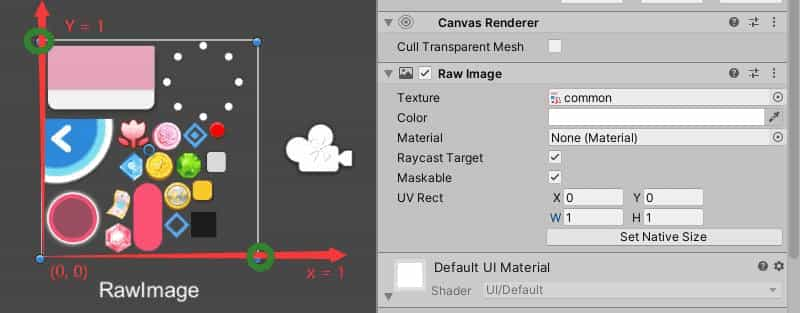 Y = 1
(0, 0)
x = 1
RawImage
Canvas Renderer
Cull Transparent Mesh
Raw Image
Texture
common
Color
Material
None (Material)
Raycast Target
Maskable
UV Rect
X 0 Y 0
W 1 H 1
Set Native Size
Default UI Material
Shader UI/Default